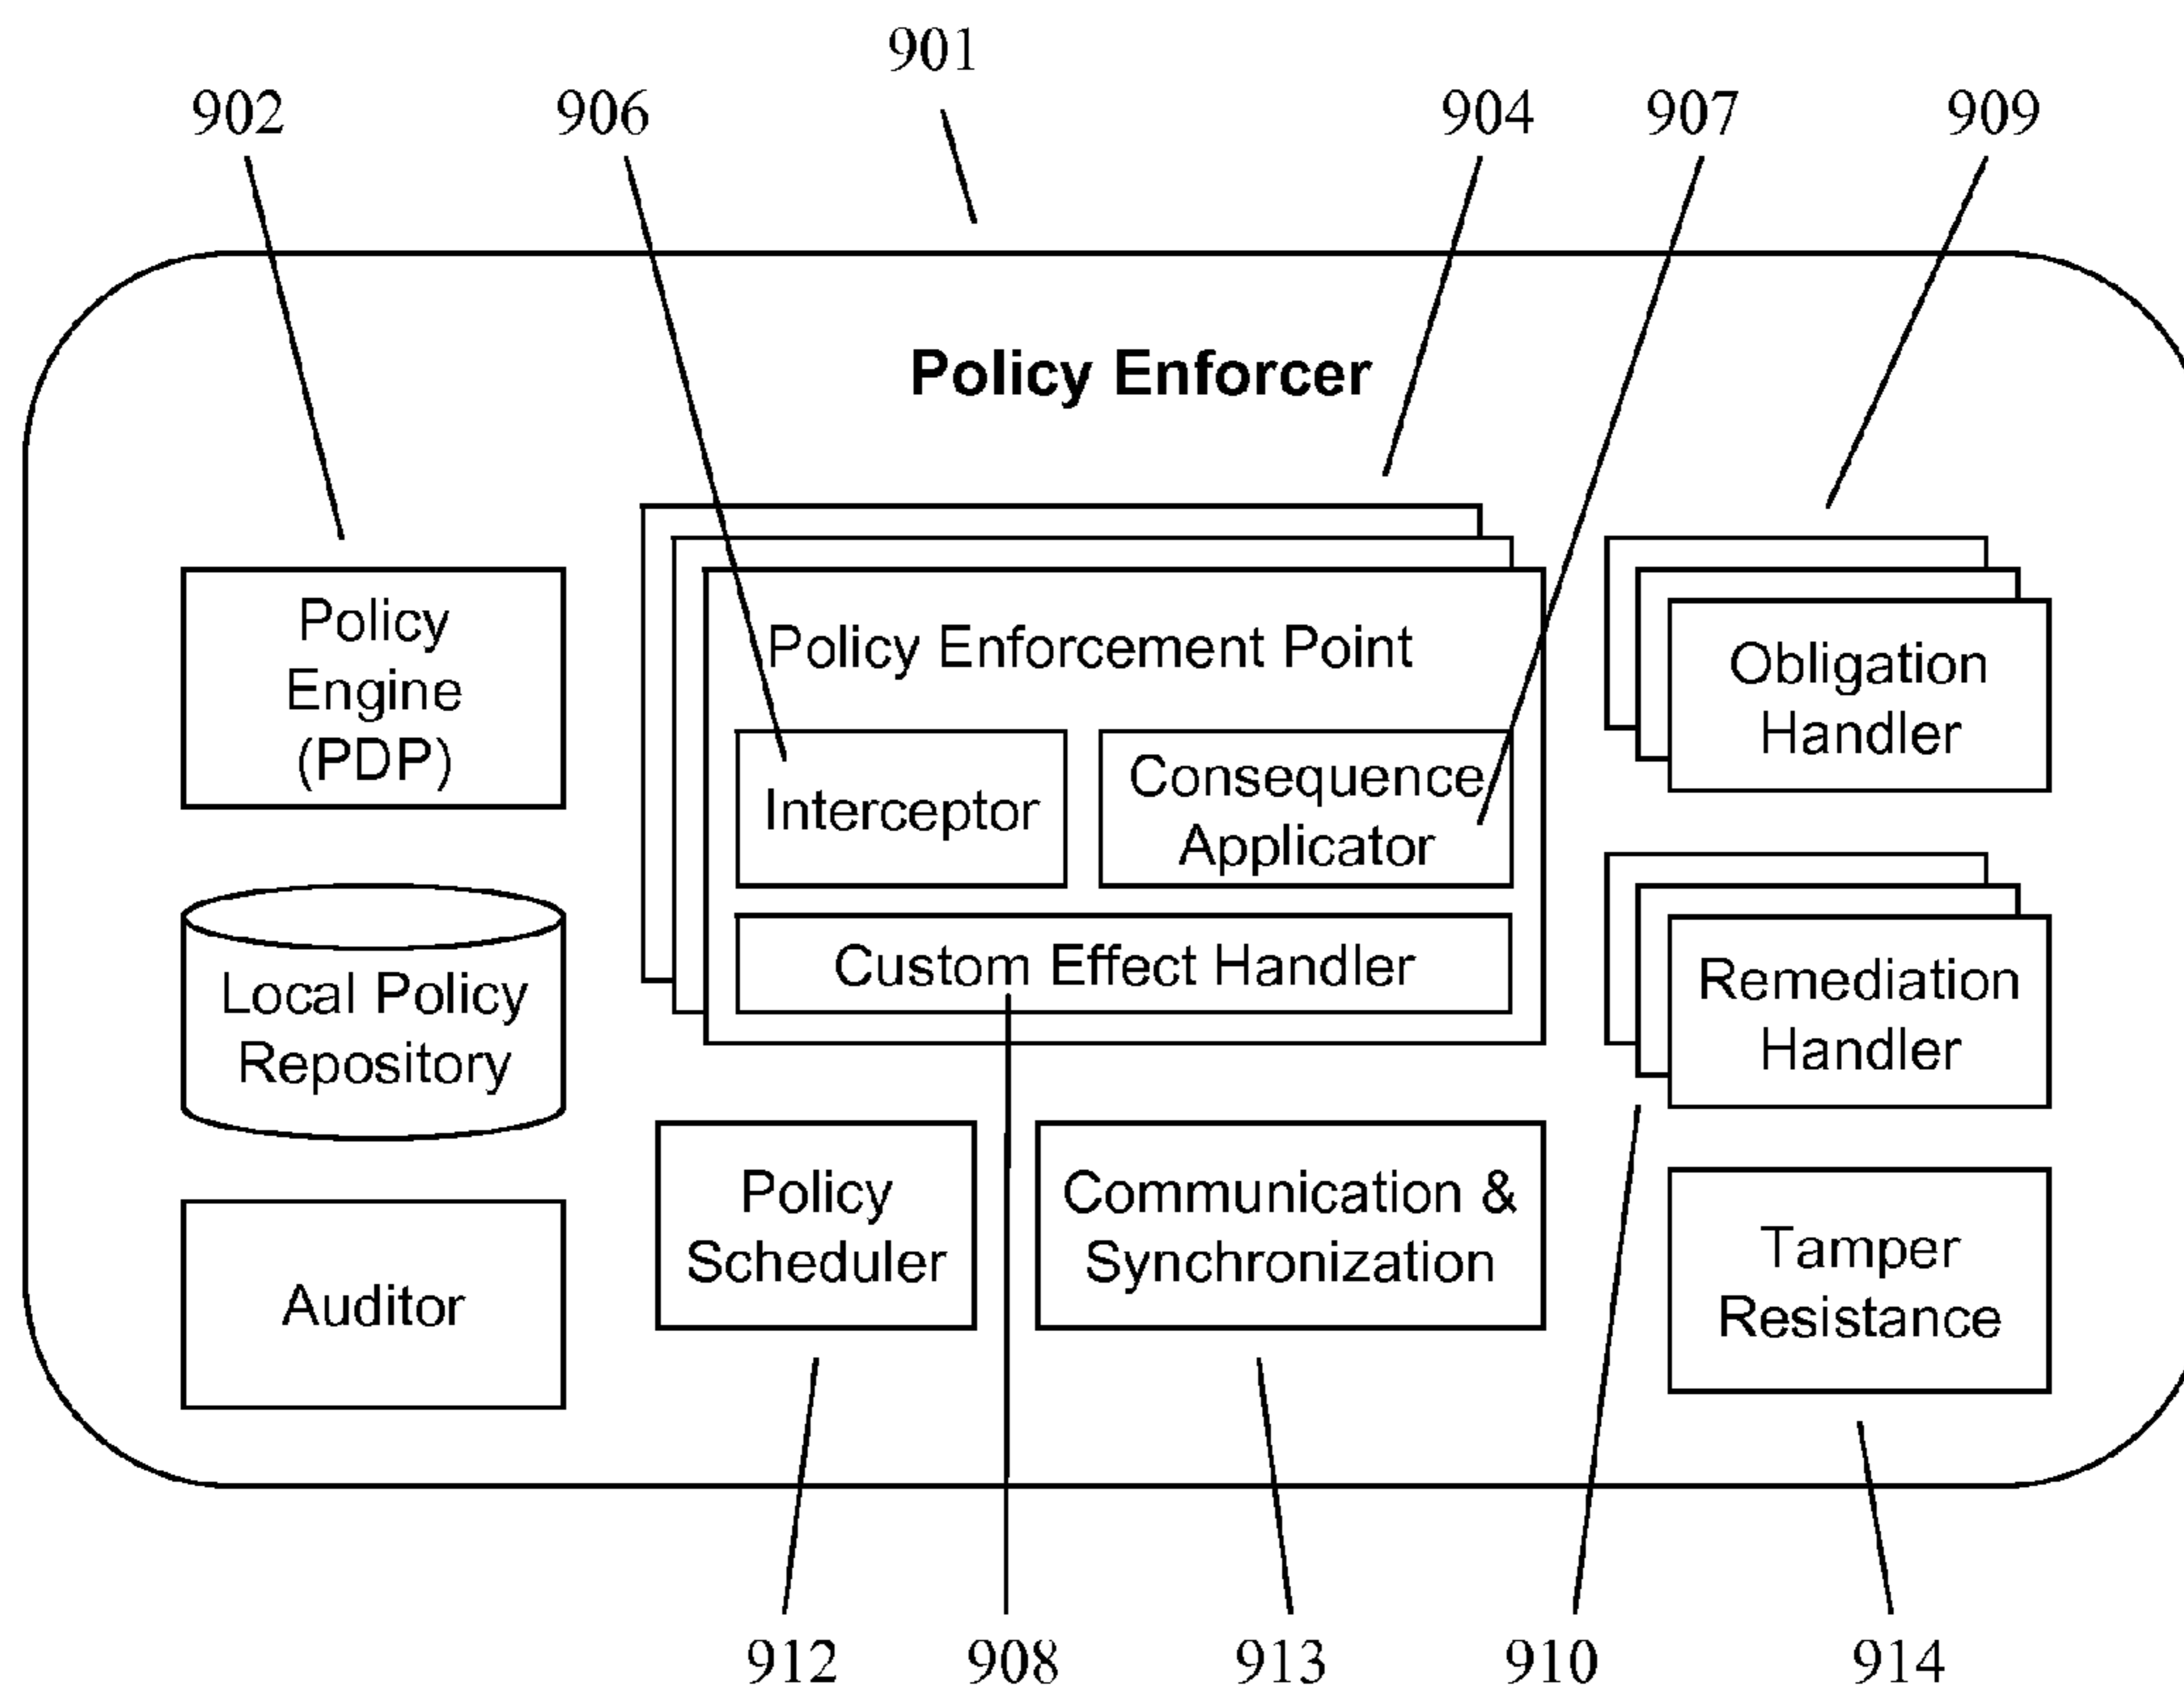 901
902
906
904
907
909
Policy Enforcer
Policy
Engine
(PDP)
Policy Enforcement Point
Obligation
Handler
Interceptor
Consequence
Applicator
Custom Effect Handler
Local Policy
Repository
Remediation
Handler
Policy
Scheduler
Communication &
Synchronization
Tamper
Resistance
Auditor
912
908
913
910
914